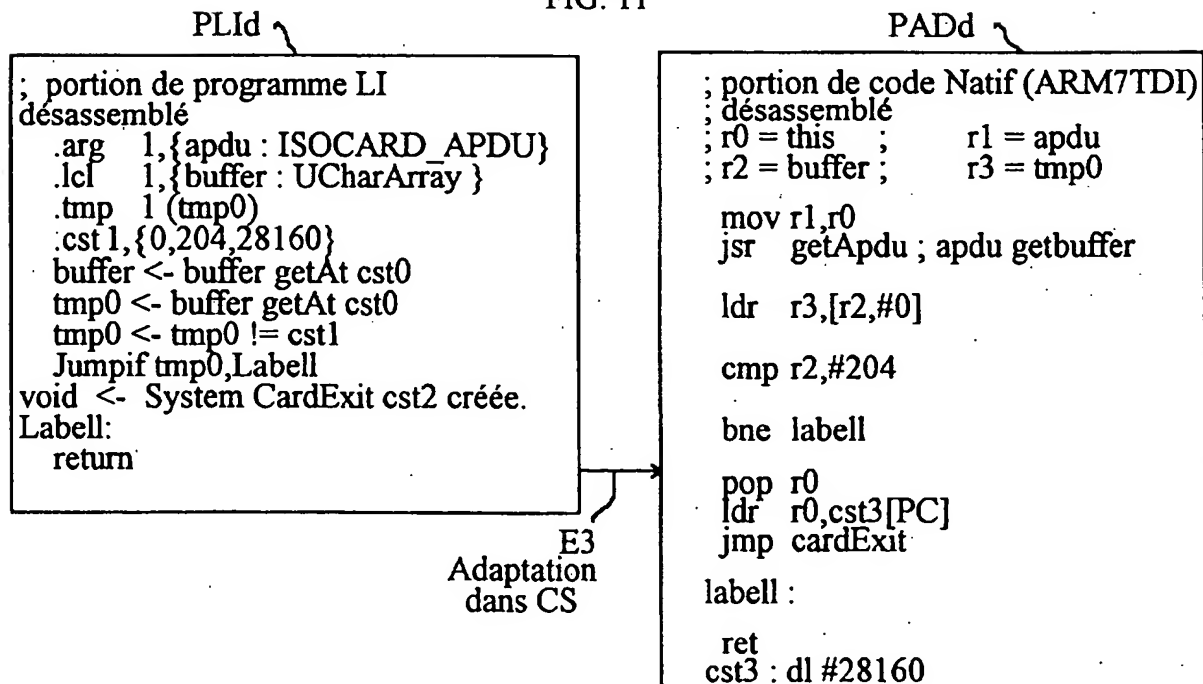 FIG. 11
PLId
; portion de programme LI
désassemblé
.arg 1,{apdu : ISOCARD_APDU}
.lcl 1,{buffer : UCharArray }
.tmp 1 (tmp0)
.cst 1,{0,204,28160}
buffer <- buffer getAt cst0
tmp0 <- buffer getAt cst0
tmp0 <- tmp0 != cst1
Jumpif tmp0,Labell
void <- System CardExit cst2 créée.
Labell:
return
E3
Adaptation
dans CS
PADd
; portion de code Natif (ARM7TDI)
; désassemblé
; r0 = this ; r1 = apdu
; r2 = buffer ; r3 = tmp0
mov r1,r0
jsr getApdu ; apdu getbuffer
ldr r3,[r2,#0]
cmp r2,#204
bne labell
pop r0
ldr r0,cst3[PC]
jmp cardExit
labell :
ret
cst3 : dl #28160